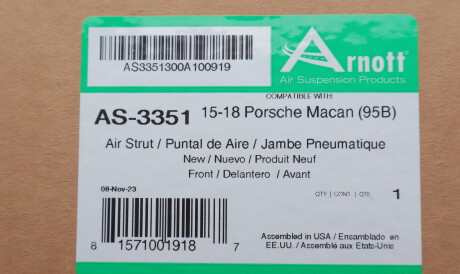 AS3351300A100919
Arnott
Air Suspension Products
COMPATIBLE WITH:
AS-3351 15-18 Porsche Macan (95B)
Air Strut / Puntal de Aire / Jambe Pneumatique
New / Nuevo / Produit Neuf
Front / Delantero / Avant
08-Nov-23
QTY | CONT. | QTE. 1
8 1571001918 7
Assembled in USA / Ensamblado en
EE.UU. / Assemblé aux Etats-Unis